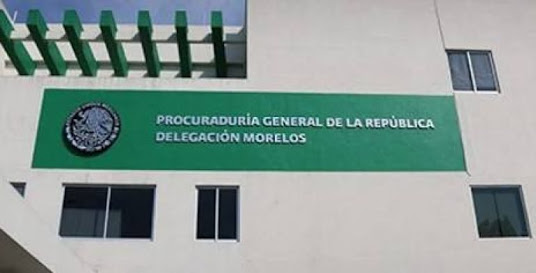 PROCURADURÍA GENERAL DE LA REPÚBLICA
DELEGACIÓN MORELOS